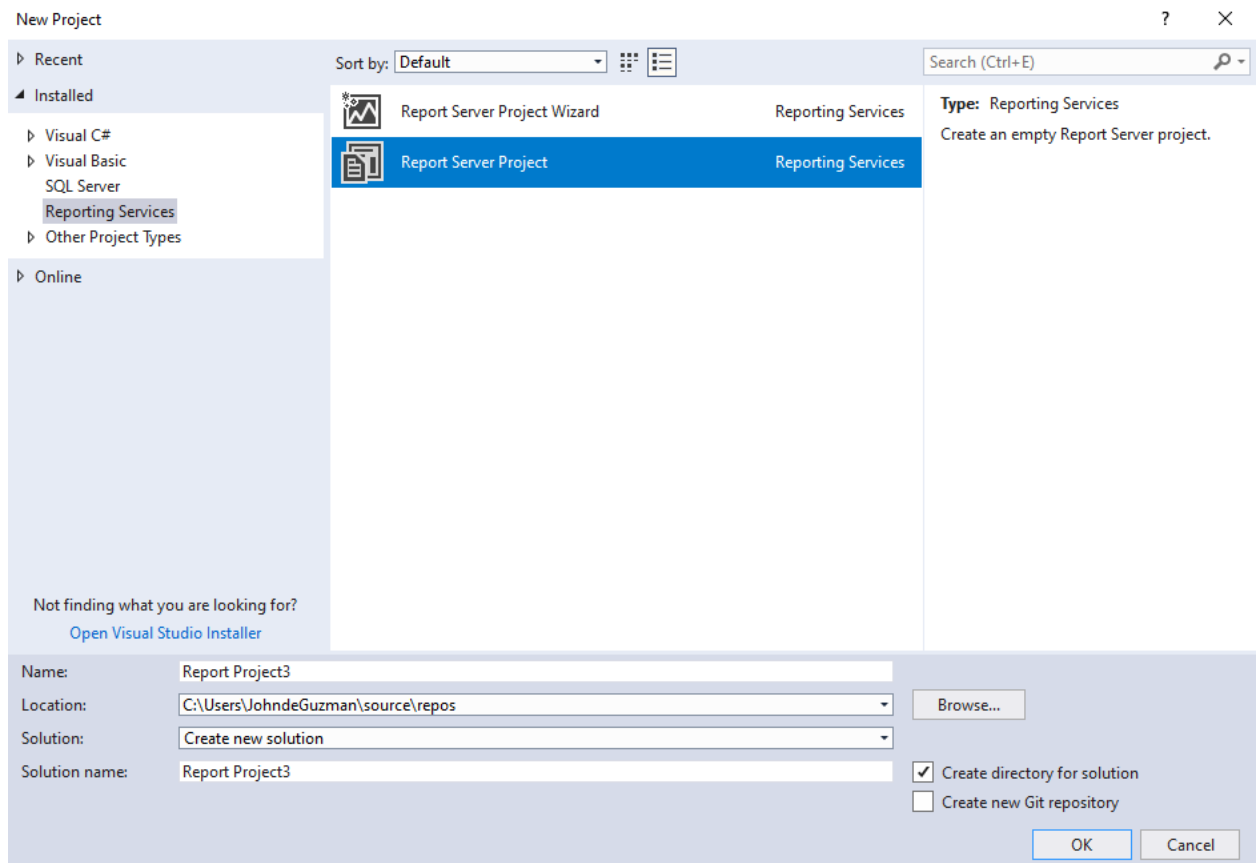 New Project
?
Recent
Installed
Visual C#
Visual Basic
SQL Server
Reporting Services
Other Project Types
Online
Not finding what you are looking for?
Open Visual Studio Installer
Sort by: Default
Report Server Project Wizard Reporting Services
Report Server Project Reporting Services
Search (Ctrl+E)
Type: Reporting Services
Create an empty Report Server project.
Name: Report Project3
Location: C:\Users\JohndeGuzman\source\repos Browse...
Solution: Create new solution
Solution name: Report Project3
Create directory for solution
Create new Git repository
OK Cancel